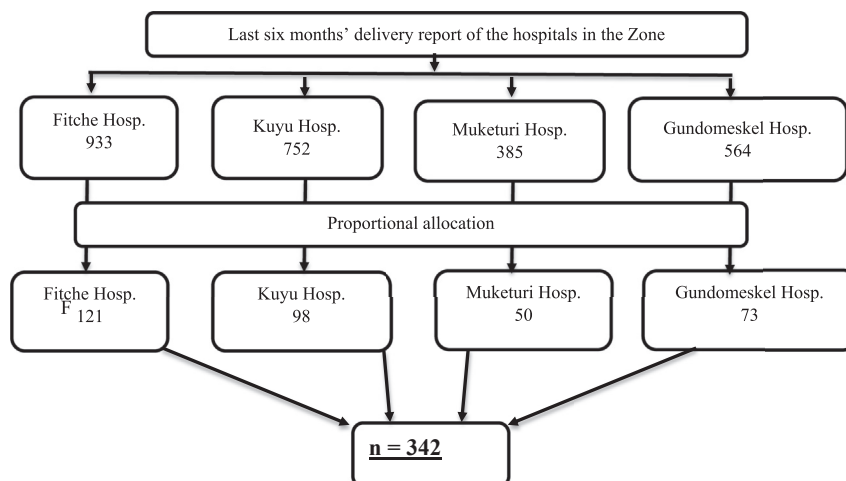 Last six months’ delivery report of the hospitals in the Zone
Fitche Hosp.
933
Kuyu Hosp.
752
Muketuri Hosp.
385
Gundomeskel Hosp.
564
Proportional allocation
Fitche Hosp.
F 121
Kuyu Hosp.
98
Muketuri Hosp.
50
Gundomeskel Hosp.
73
n = 342